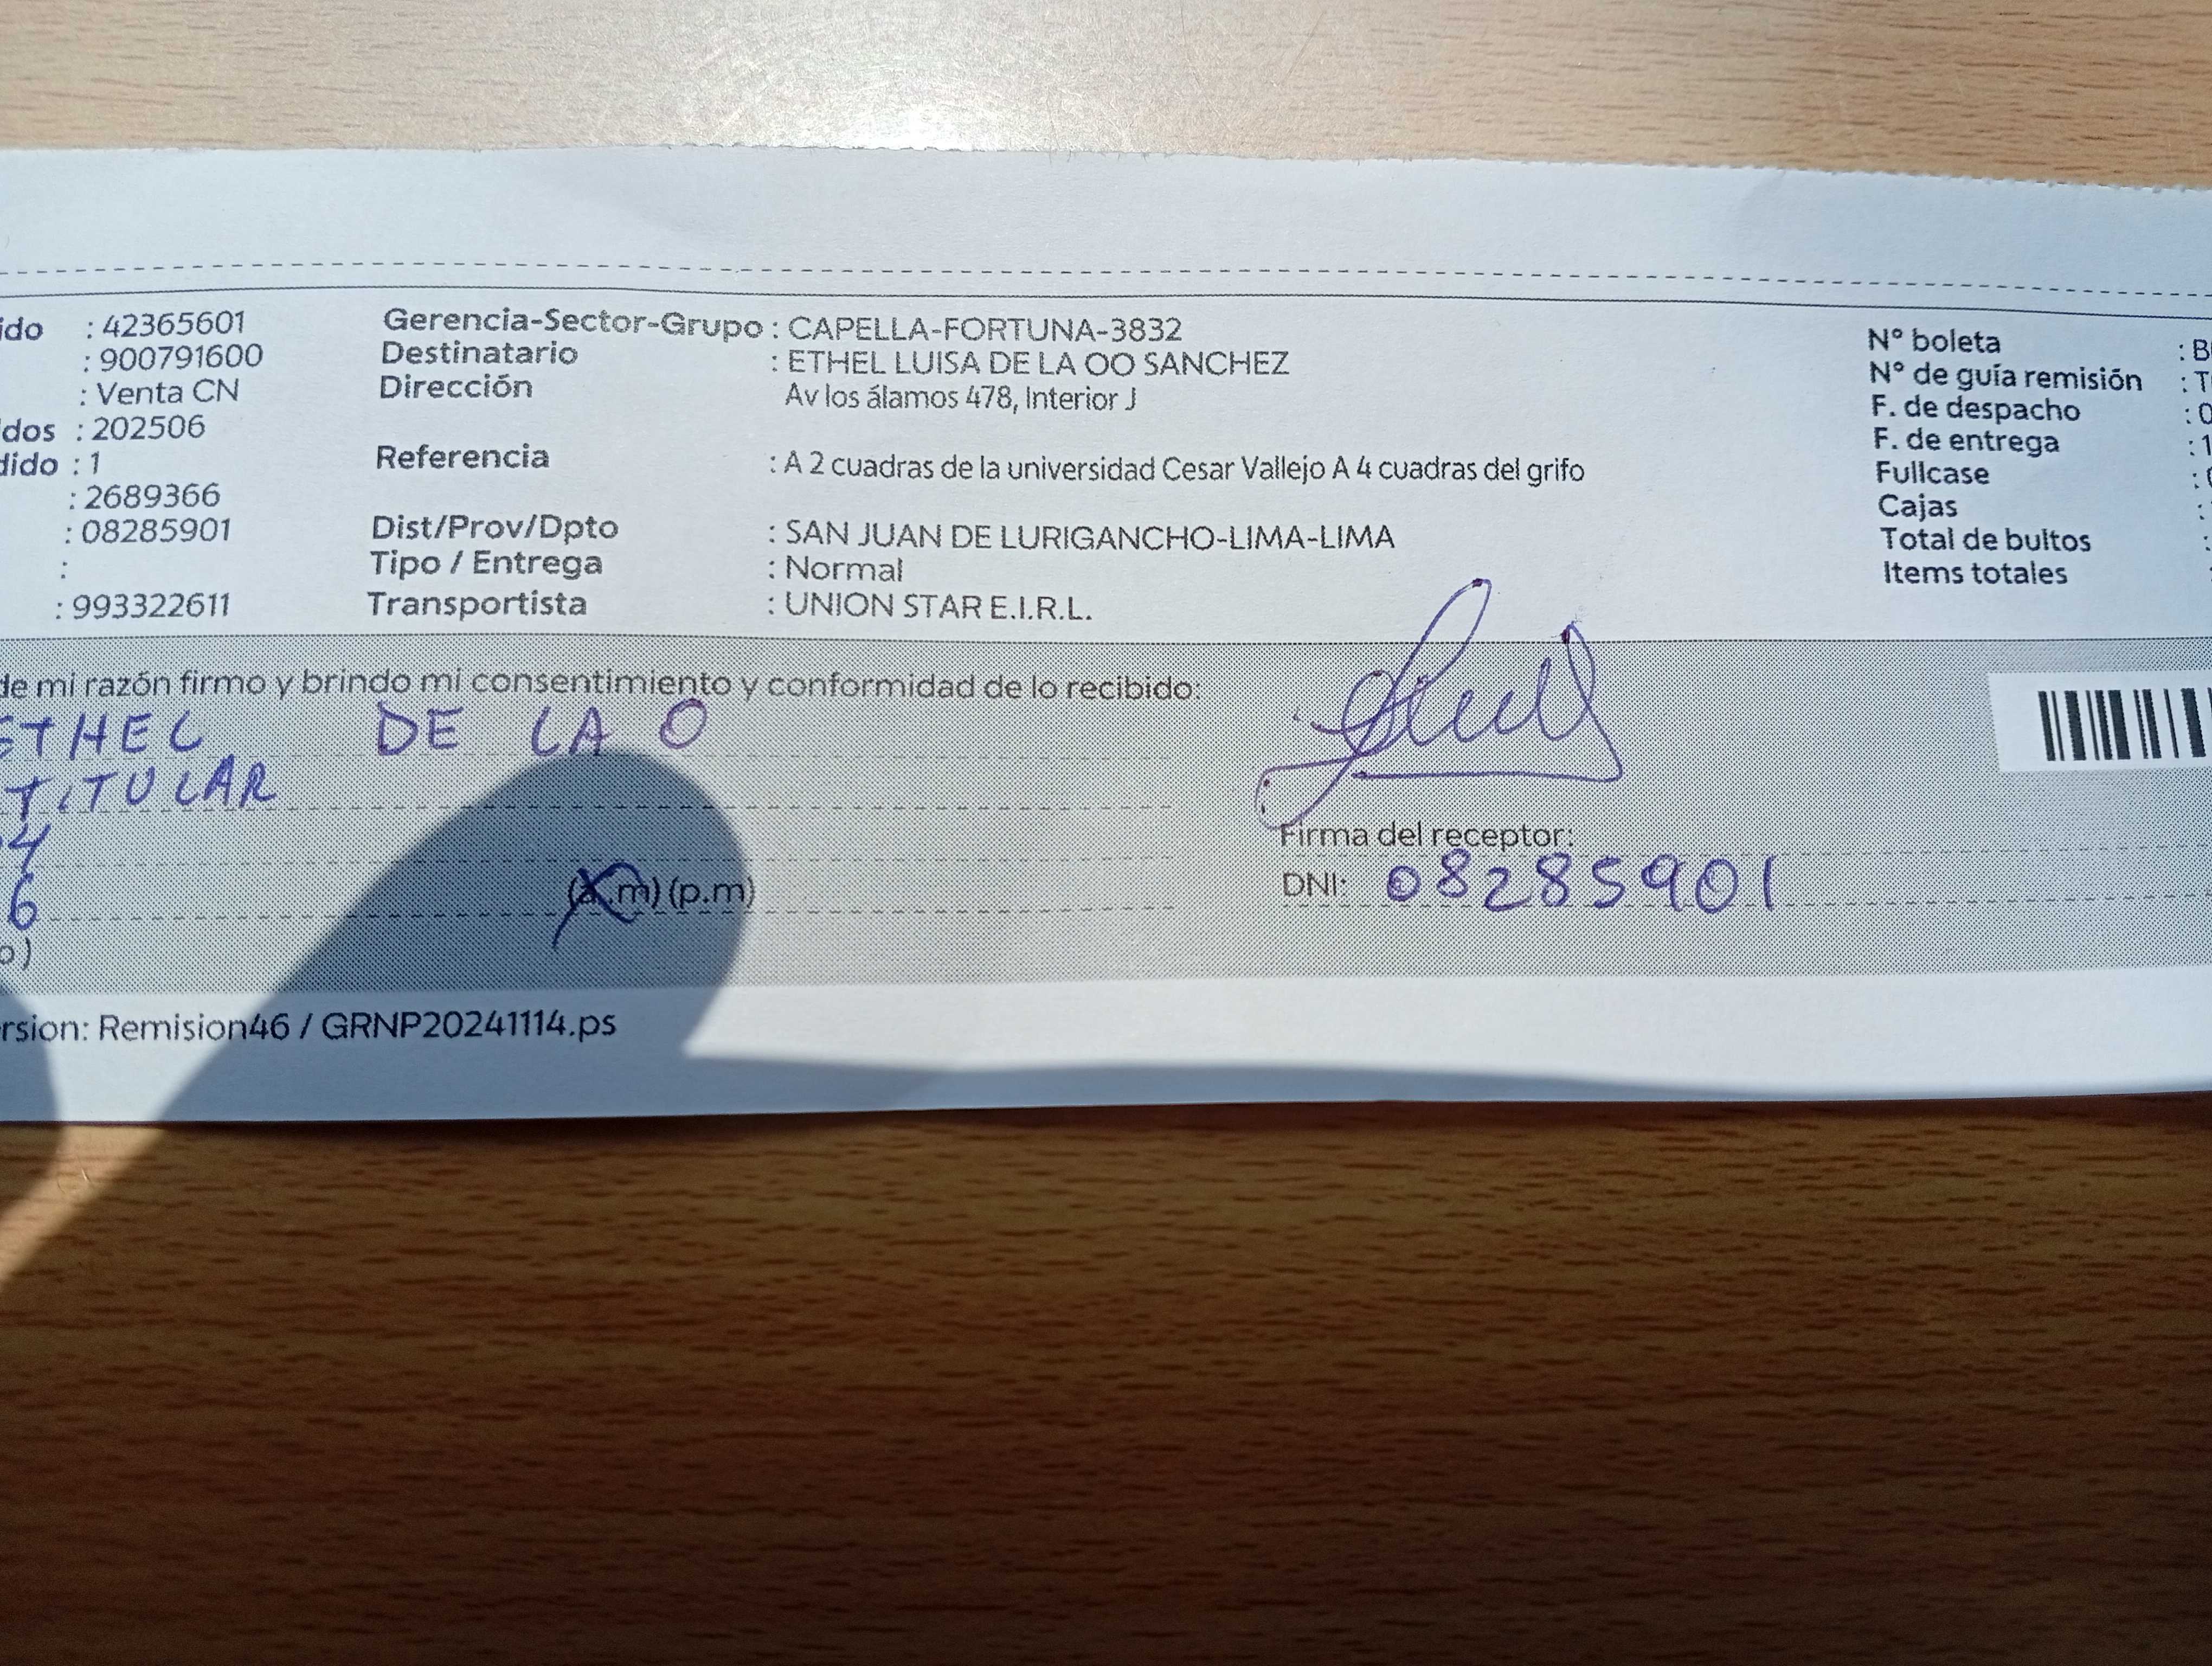 ido : 42365601 Gerencia-Sector-Grupo : CAPELLA-FORTUNA-3832 N° boleta : B
: 900791600 Destinatario : ETHEL LUISA DE LA OO SANCHEZ N° de guía remisión : T
: Venta CN Dirección Av los álamos 478, Interior J F. de despacho : 0
dos : 202506 F. de entrega : 1
dido : 1 Referencia : A 2 cuadras de la universidad Cesar Vallejo A 4 cuadras del grifo Fullcase :
: 2689366 Cajas :
: 08285901 Dist/Prov/Dpto : SAN JUAN DE LURIGANCHO-LIMA-LIMA Total de bultos :
: Tipo / Entrega : Normal Items totales
: 993322611 Transportista : UNION STAR E.I.R.L.
de mi razón firmo y brindo mi consentimiento y conformidad de lo recibido:
ETHEL DE LA O
TITULAR
4
Firma del receptor:
6 (a.m) (p.m) DNI: 08285901
o)
rsion: Remision46 / GRNP20241114.ps